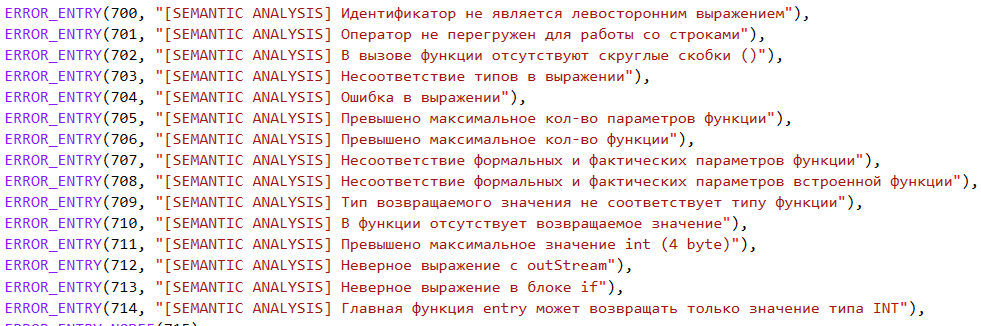 ERROR_ENTRY(700, "[SEMANTIC ANALYSIS] Идентификатор не является левосторонним выражением"),
ERROR_ENTRY(701, "[SEMANTIC ANALYSIS] Оператор не перегружен для работы со строками"),
ERROR_ENTRY(702, "[SEMANTIC ANALYSIS] В вызове функции отсутствуют скруглые скобки ()"),
ERROR_ENTRY(703, "[SEMANTIC ANALYSIS] Несоответствие типов в выражении"),
ERROR_ENTRY(704, "[SEMANTIC ANALYSIS] Ошибка в выражении"),
ERROR_ENTRY(705, "[SEMANTIC ANALYSIS] Превышено максимальное кол-во параметров функции"),
ERROR_ENTRY(706, "[SEMANTIC ANALYSIS] Превышено максимальное кол-во функции"),
ERROR_ENTRY(707, "[SEMANTIC ANALYSIS] Несоответствие формальных и фактических параметров функции"),
ERROR_ENTRY(708, "[SEMANTIC ANALYSIS] Несоответствие формальных и фактических параметров встроенной функции"),
ERROR_ENTRY(709, "[SEMANTIC ANALYSIS] Тип возвращаемого значения не соответствует типу функции"),
ERROR_ENTRY(710, "[SEMANTIC ANALYSIS] В функции отсутствует возвращаемое значение"),
ERROR_ENTRY(711, "[SEMANTIC ANALYSIS] Превышено максимальное значение int (4 byte)"),
ERROR_ENTRY(712, "[SEMANTIC ANALYSIS] Неверное выражение с outStream"),
ERROR_ENTRY(713, "[SEMANTIC ANALYSIS] Неверное выражение в блоке if"),
ERROR_ENTRY(714, "[SEMANTIC ANALYSIS] Главная функция entry может возвращать только значение типа INT"),